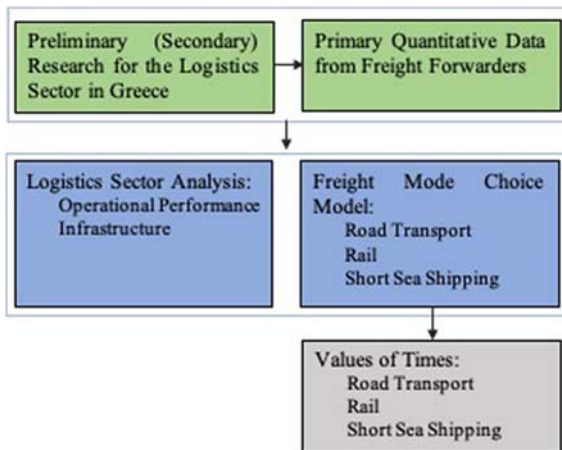 Preliminary (Secondary)
Research for the Logistics
Sector in Greece
Primary Quantitative Data
from Freight Forwarders
Logistics Sector Analysis:
Operational Performance
Infrastructure
Freight Mode Choice
Model:
Road Transport
Rail
Short Sea Shipping
Values of Times:
Road Transport
Rail
Short Sea Shipping